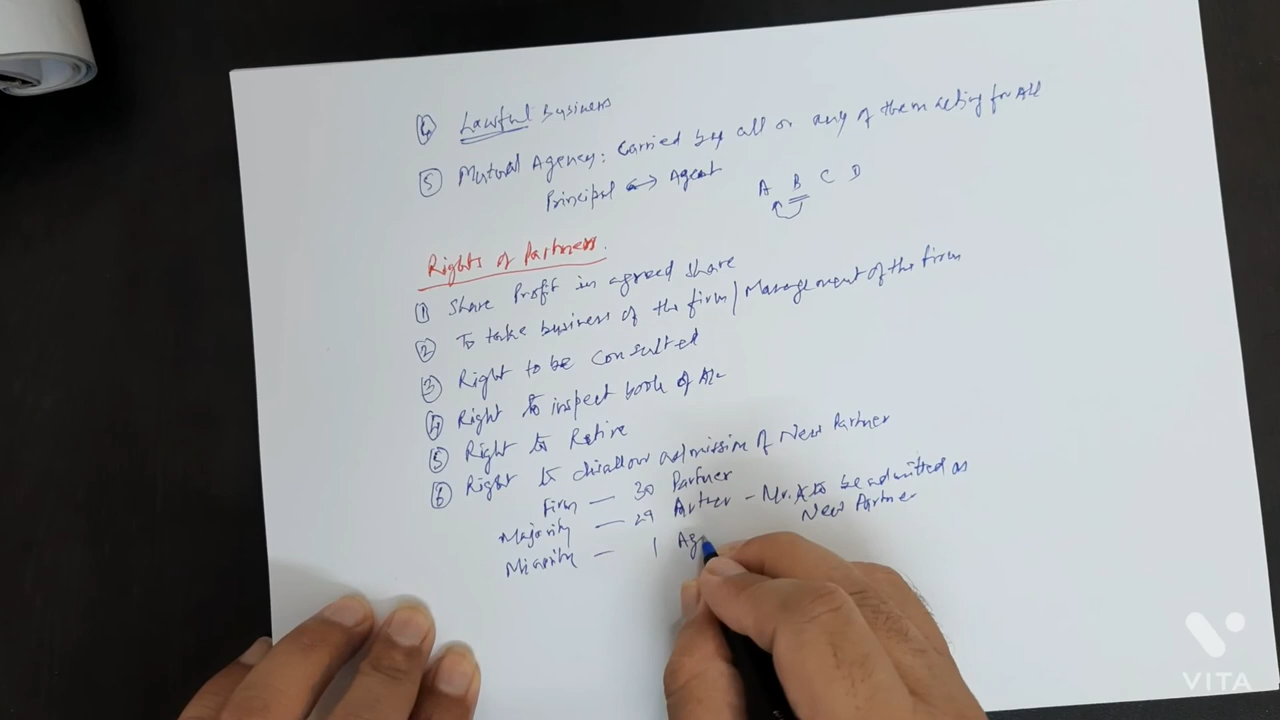 ④ Lawful Business
⑤ Mutual Agency: Carried by all or any of them acting for All
Principal ↔ Agent
A B C D
Rights of Partners.
① Share Profit in agreed share
② To take business of the firm / Management of the firm
③ Right to be Consulted
④ Right to inspect book of A/c
⑤ Right to Retire
⑥ Right to disallow admission of New Partner
Firm — 30 Partner
Majority — 29 - Mr. X to be admitted as
New Partner
— 1 Ag
VITA